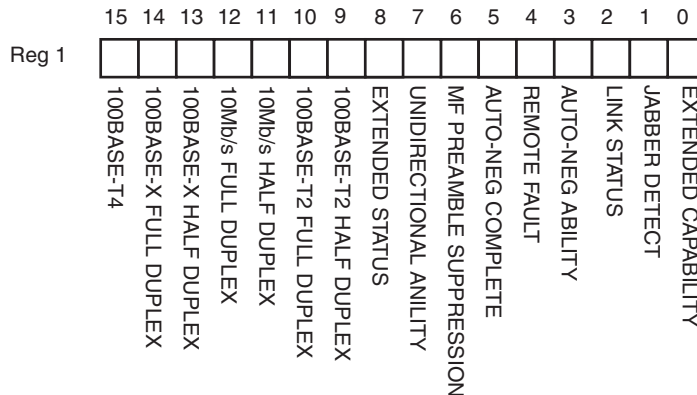 15 14 13 12 11 10 9 8 7 6 5 4 3 2 1 0
Reg 1
100BASE-T4
100BASE-X FULL DUPLEX
100BASE-X HALF DUPLEX
10Mb/s FULL DUPLEX
10Mb/s HALF DUPLEX
100BASE-T2 FULL DUPLEX
100BASE-T2 HALF DUPLEX
EXTENDED STATUS
UNIDIRECTIONAL ANILITY
MF PREAMBLE SUPPRESSION
AUTO-NEG COMPLETE
REMOTE FAULT
AUTO-NEG ABILITY
LINK STATUS
JABBER DETECT
EXTENDED CAPABILITY